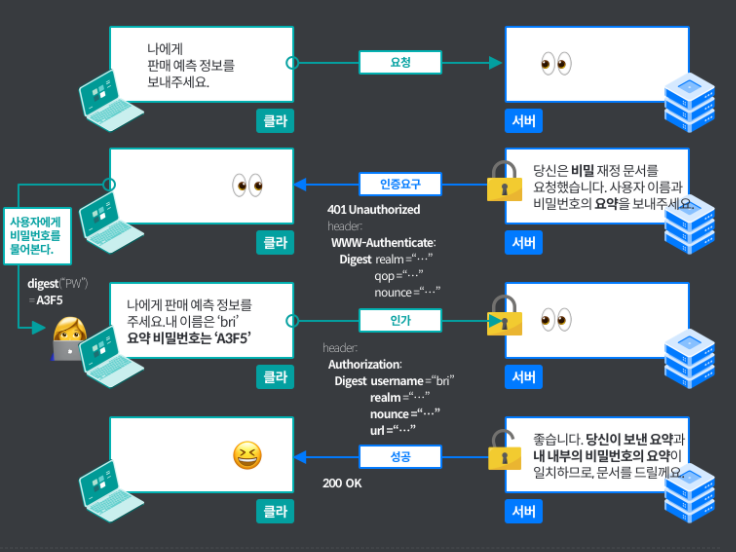 나에게
판매 예측 정보를
보내주세요.
요청
클라
서버
인증요구
당신은 비밀 재정 문서를
요청했습니다. 사용자 이름과
비밀번호의 요약을 보내주세요.
401 Unauthorized
header:
WWW-Authenticate:
Digest realm =“…”
qop =“…”
nounce =“…”
클라
서버
사용자에게
비밀번호를
물어본다.
digest(“PW”)
= A3F5
나에게 판매 예측 정보를
주세요.내 이름은 ‘bri’
요약 비밀번호는 ‘A3F5’
인가
header:
Authorization:
Digest username =“bri”
realm =“…”
nounce =“…”
url =“…”
클라
서버
성공
200 OK
좋습니다. 당신이 보낸 요약과
내 내부의 비밀번호의 요약이
일치하므로, 문서를 드릴께요.
클라
서버